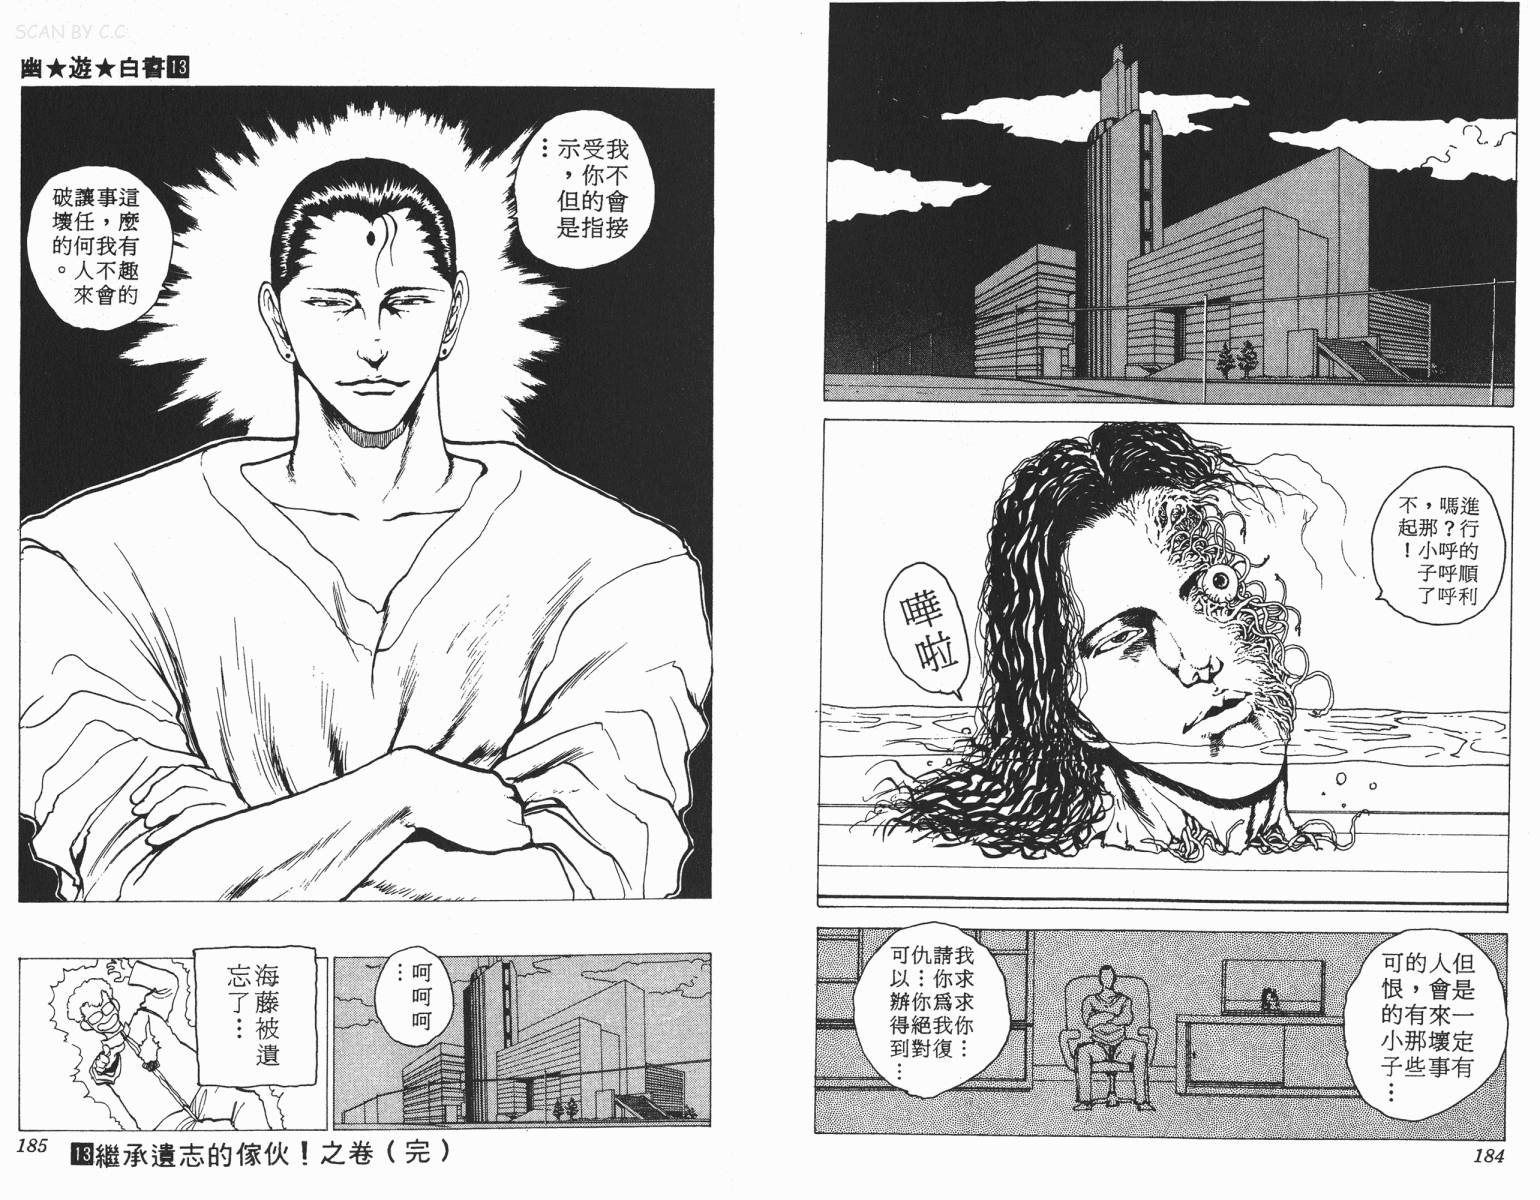 SCAN BY C.C
進行的順利
嗎？呼呼呼
，那小子了
不起！
嘩啦
但是一定有
的人會來壞事
的，有那些
可恨的小子…
我求求你…
請你為我復
仇…你絕對
可以辦得到…
184
幽★遊★白書13
我不會接
受你的指
示，但是
…
這麼有趣的
事，我不會
讓任何人來
破壞的。
呵呵呵
…
海藤被遺
忘了…
185
13繼承遺志的傢伙！之卷（完）